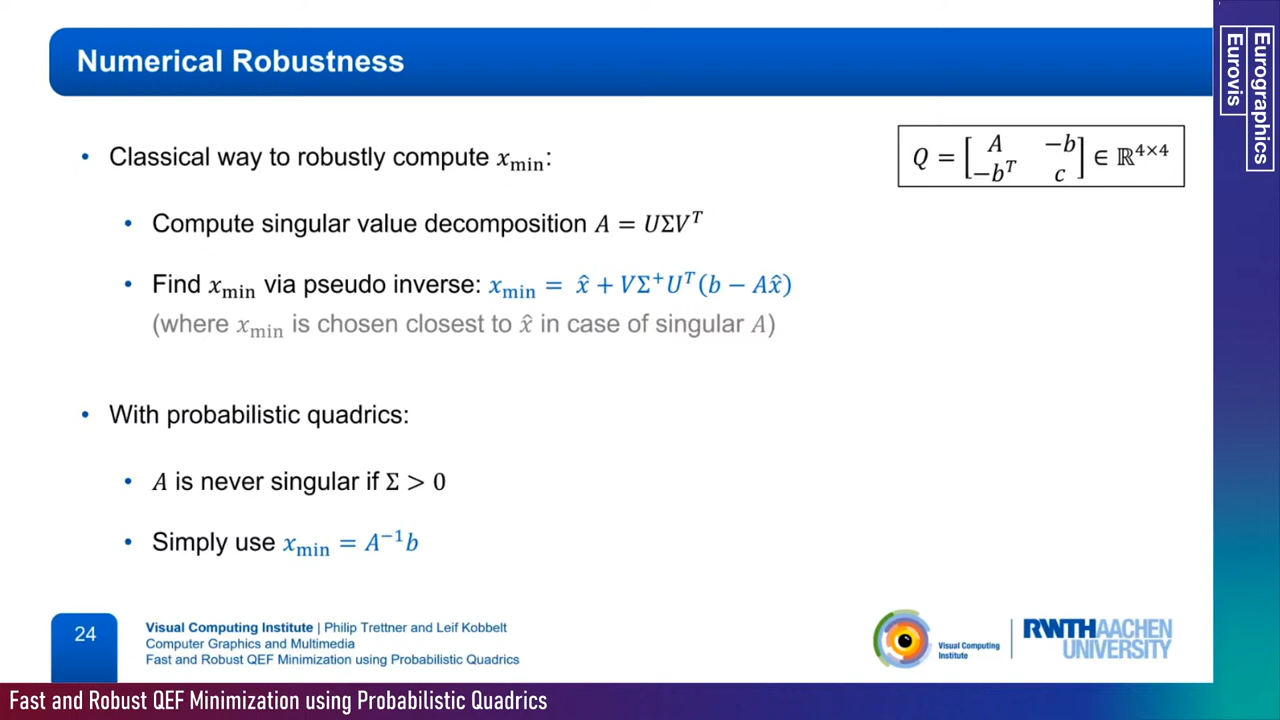 Numerical Robustness
• Classical way to robustly compute x_min:
Q = [A −b; −b^T c] ∈ ℝ^{4×4}
• Compute singular value decomposition A = UΣV^T
• Find x_min via pseudo inverse: x_min = x̂ + VΣ⁺U^T(b − Ax̂)
(where x_min is chosen closest to x̂ in case of singular A)
• With probabilistic quadrics:
• A is never singular if Σ > 0
• Simply use x_min = A⁻¹b
24
Visual Computing Institute | Philip Trettner and Leif Kobbelt
Computer Graphics and Multimedia
Fast and Robust QEF Minimization using Probabilistic Quadrics
Visual Computing
Institute
RWTH AACHEN
UNIVERSITY
Eurographics
Eurovis
Fast and Robust QEF Minimization using Probabilistic Quadrics